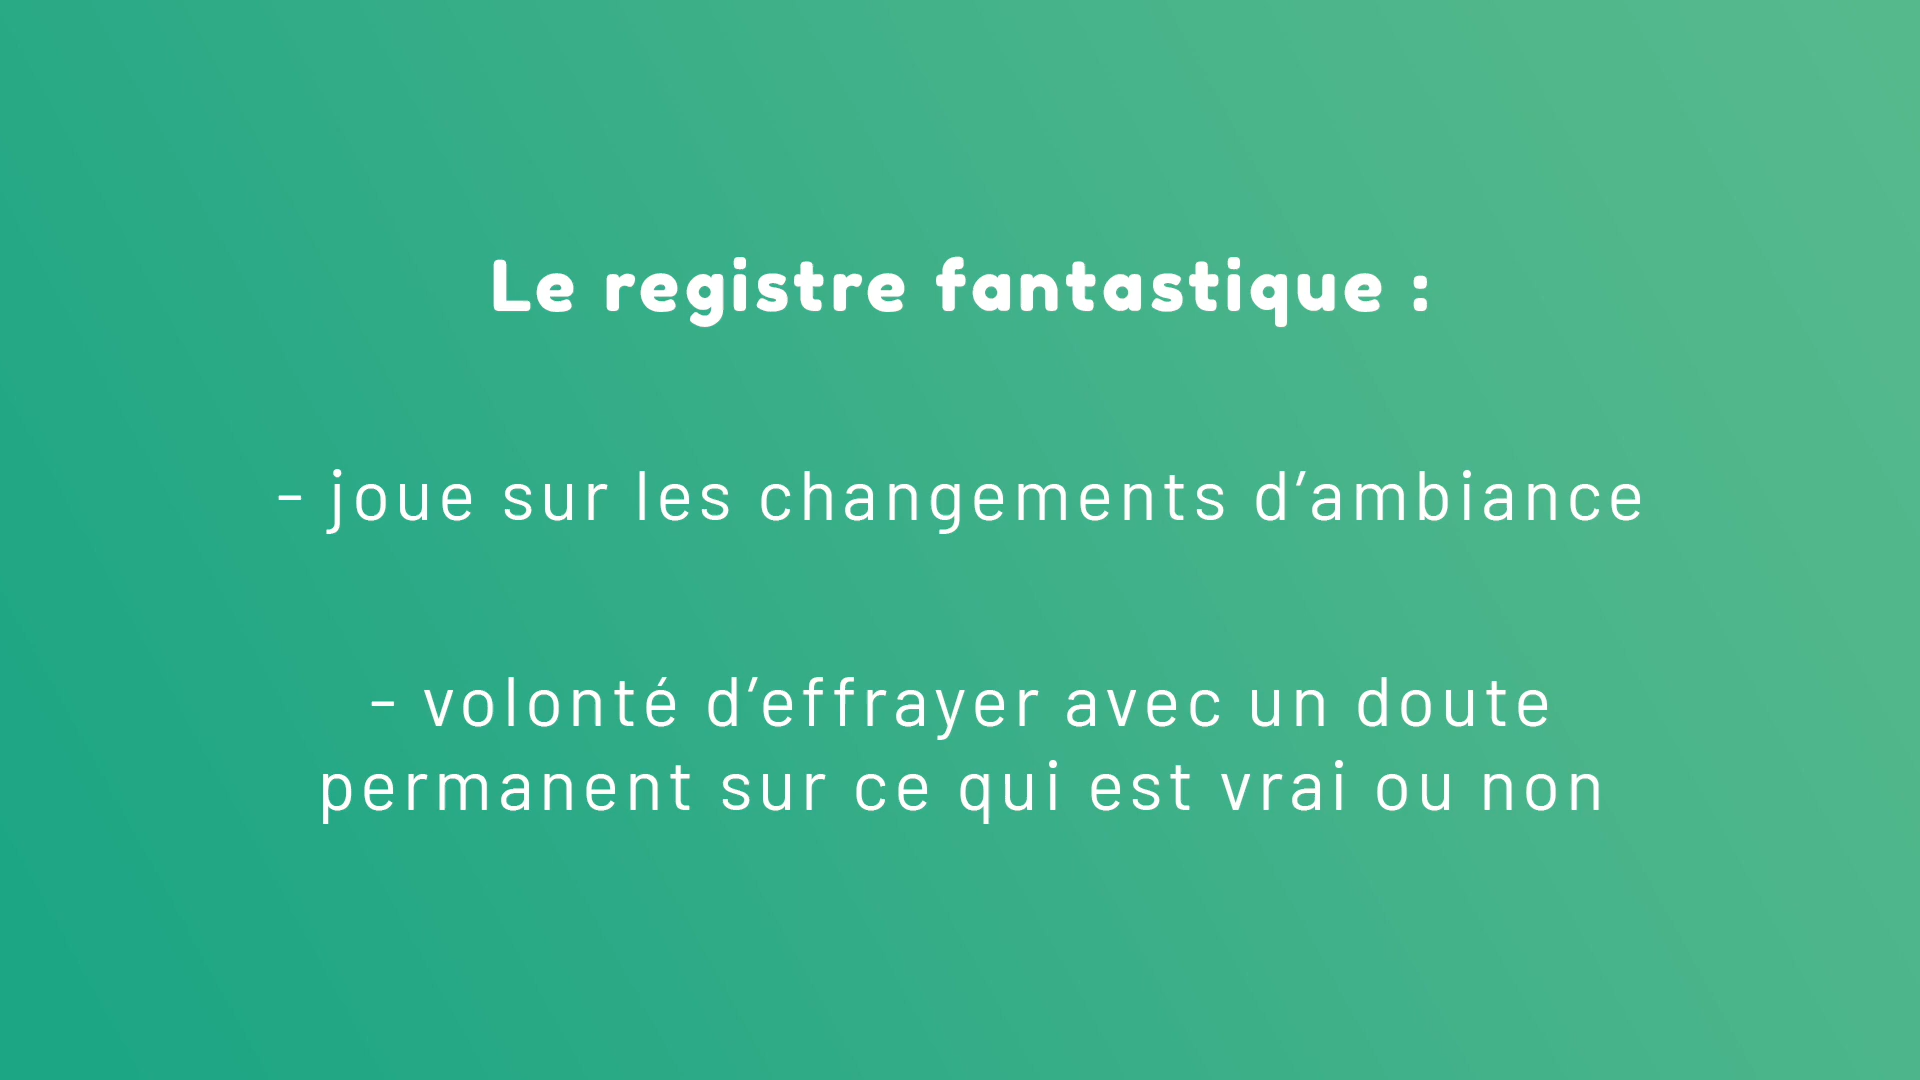 Le registre fantastique :
- joue sur les changements d’ambiance
- volonté d’effrayer avec un doute
permanent sur ce qui est vrai ou non